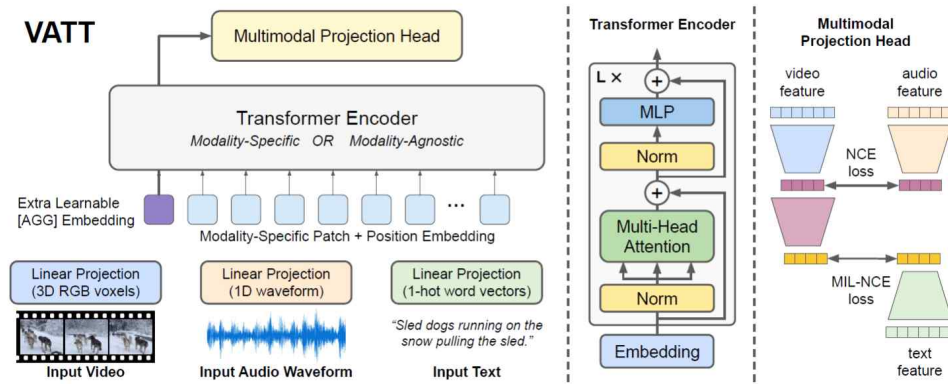 VATT
Multimodal Projection Head
Transformer Encoder
Modality-Specific OR Modality-Agnostic
Extra Learnable
[AGG] Embedding
...
Modality-Specific Patch + Position Embedding
Linear Projection
(3D RGB voxels)
Linear Projection
(1D waveform)
Linear Projection
(1-hot word vectors)
“Sled dogs running on the
snow pulling the sled.”
Input Video
Input Audio Waveform
Input Text
Transformer Encoder
L ×
+
MLP
Norm
+
Multi-Head
Attention
Norm
Embedding
Multimodal
Projection Head
video
feature
audio
feature
NCE
loss
MIL-NCE
loss
text
feature